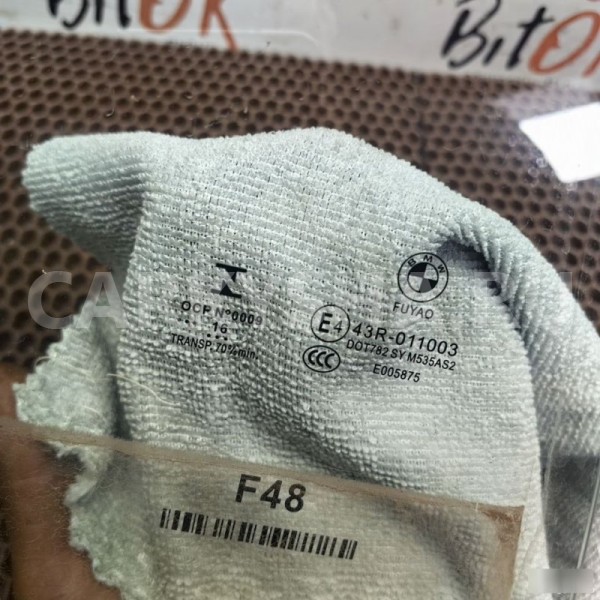 BitOK
BitOK
BMW
FUYAO
OCP N°0009
16
TRANSP. 70% min.
E4 43R-011003
DOT782 SY M535AS2
CCC
E005875
F48